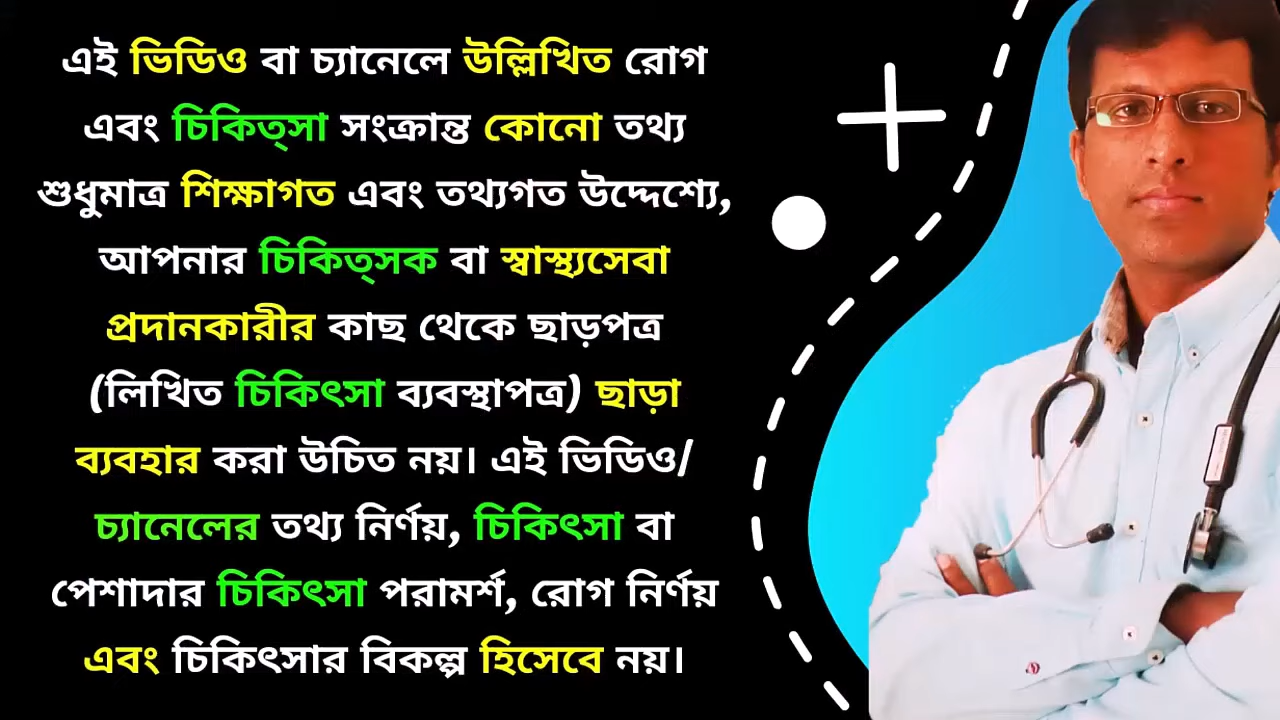 এই ভিডিও বা চ্যানেলে উল্লিখিত রোগ
এবং চিকিত্সা সংক্রান্ত কোনো তথ্য
শুধুমাত্র শিক্ষাগত এবং তথ্যগত উদ্দেশ্যে,
আপনার চিকিত্সক বা স্বাস্থ্যসেবা
প্রদানকারীর কাছ থেকে ছাড়পত্র
(লিখিত চিকিৎসা ব্যবস্থাপত্র) ছাড়া
ব্যবহার করা উচিত নয়। এই ভিডিও/
চ্যানেলের তথ্য নির্ণয়, চিকিৎসা বা
পেশাদার চিকিৎসা পরামর্শ, রোগ নির্ণয়
এবং চিকিৎসার বিকল্প হিসেবে নয়।